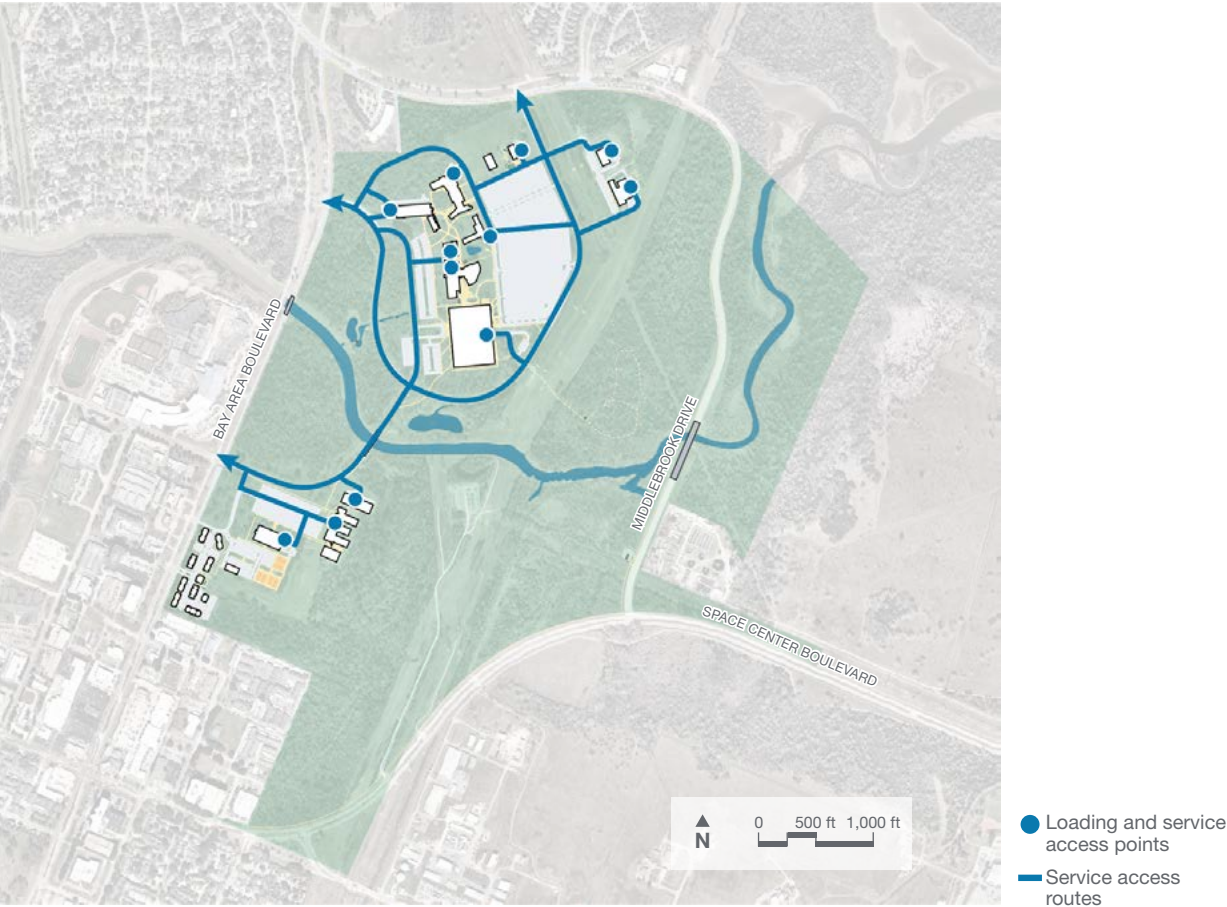 BAY AREA BOULEVARD
MIDDLEBROOK DRIVE
SPACE CENTER BOULEVARD
N
0 500 ft 1,000 ft
Loading and service
access points
Service access
routes